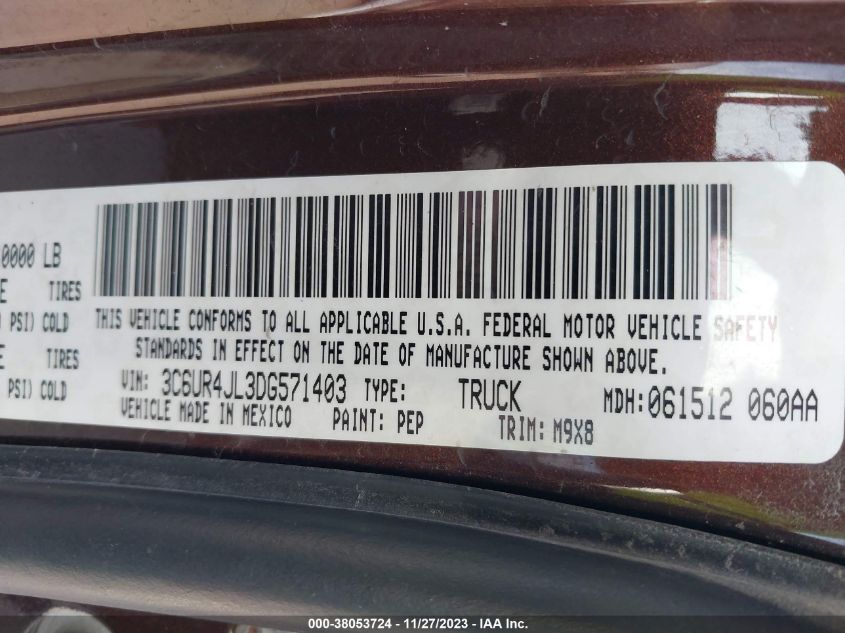 0000 LB
E TIRES
PSI) COLD
E TIRES
PSI) COLD
THIS VEHICLE CONFORMS TO ALL APPLICABLE U.S.A. FEDERAL MOTOR VEHICLE SAFETY
STANDARDS IN EFFECT ON THE DATE OF MANUFACTURE SHOWN ABOVE.
VIN: 3C6UR4JL3DG571403 TYPE: TRUCK MDH:061512 060AA
VEHICLE MADE IN MEXICO PAINT: PEP TRIM: M9X8
000-38053724 - 11/27/2023 - IAA Inc.